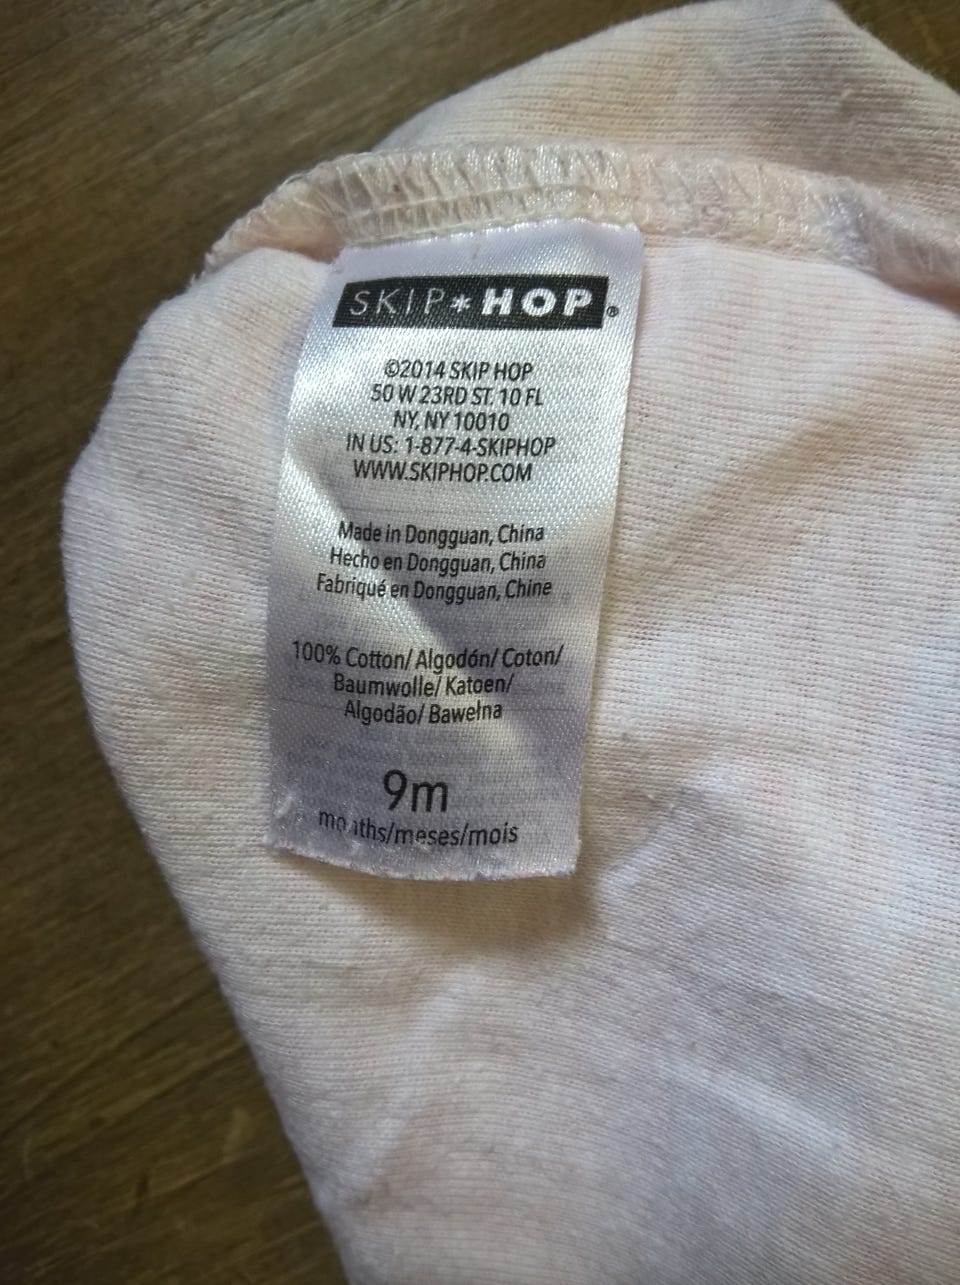 SKIP*HOP®
©2014 SKIP HOP
50 W 23RD ST. 10 FL
NY, NY 10010
IN US: 1-877-4-SKIPHOP
WWW.SKIPHOP.COM
Made in Dongguan, China
Hecho en Dongguan, China
Fabriqué en Dongguan, Chine
100% Cotton/ Algodón/ Coton/
Baumwolle/ Katoen/
Algodão/ Bawełna
9m
months/meses/mois